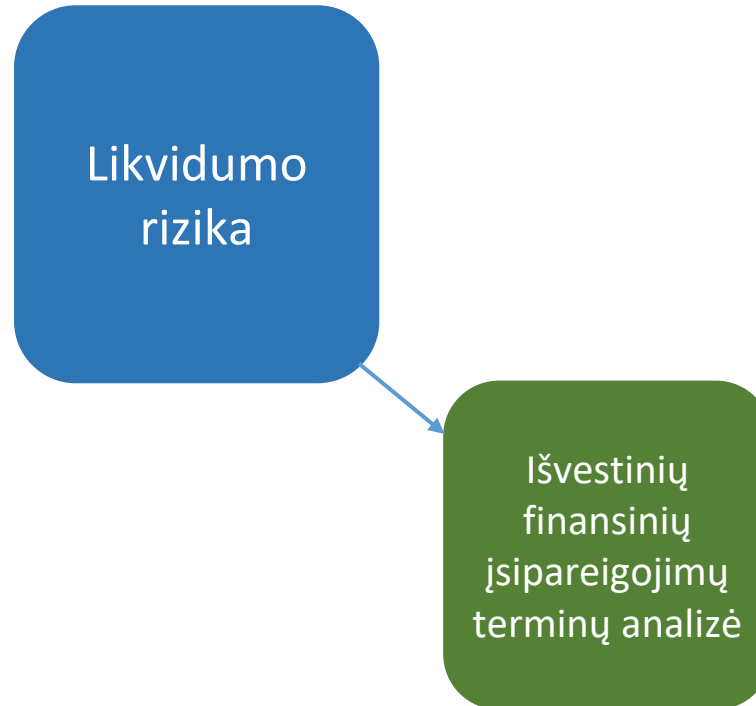 Likvidumo
rizika
Išvestinių
finansinių
įsipareigojimų
terminų analizė